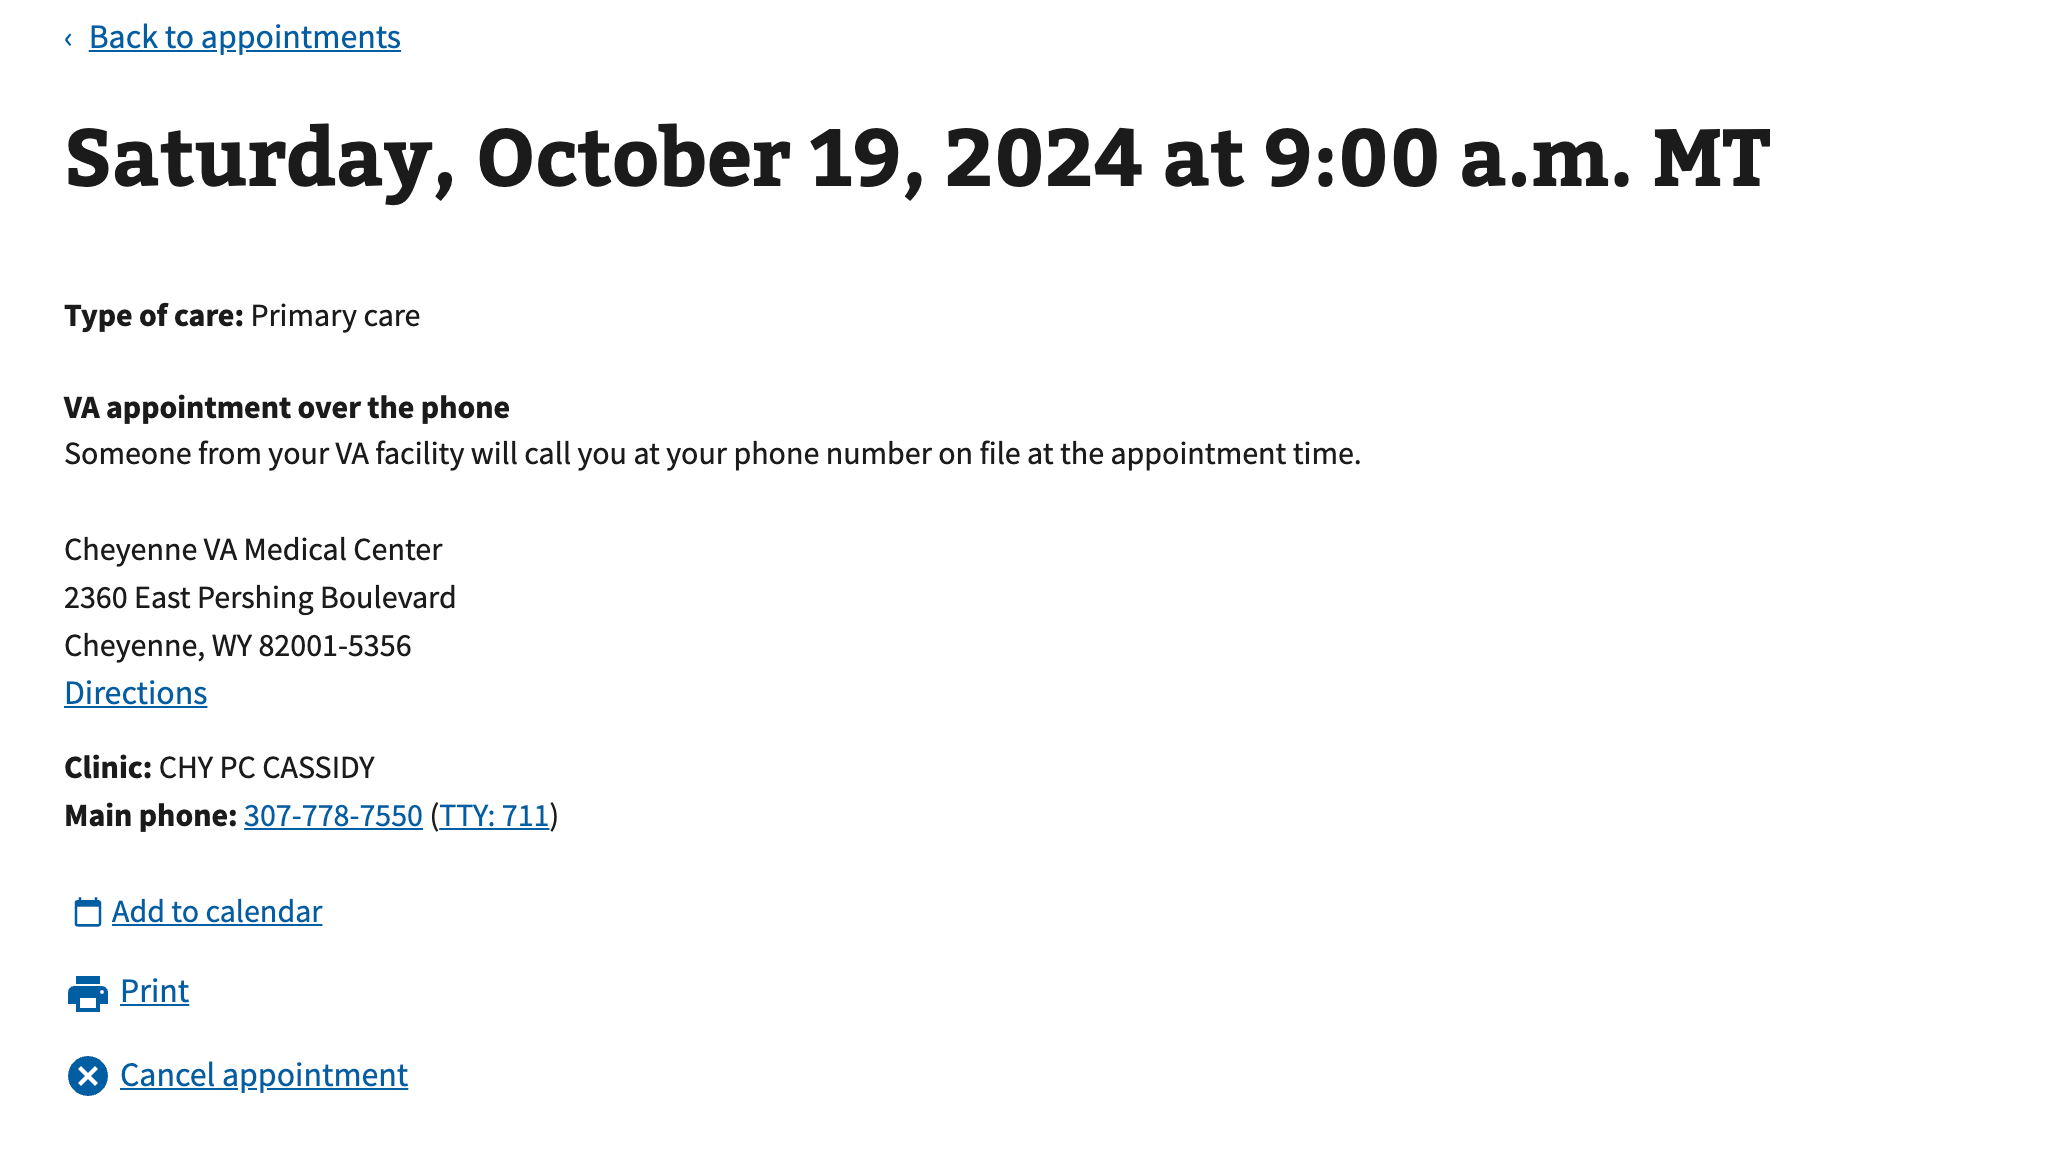 ‹ Back to appointments
Saturday, October 19, 2024 at 9:00 a.m. MT
Type of care: Primary care
VA appointment over the phone
Someone from your VA facility will call you at your phone number on file at the appointment time.
Cheyenne VA Medical Center
2360 East Pershing Boulevard
Cheyenne, WY 82001-5356
Directions
Clinic: CHY PC CASSIDY
Main phone: 307-778-7550 (TTY: 711)
Add to calendar
Print
Cancel appointment